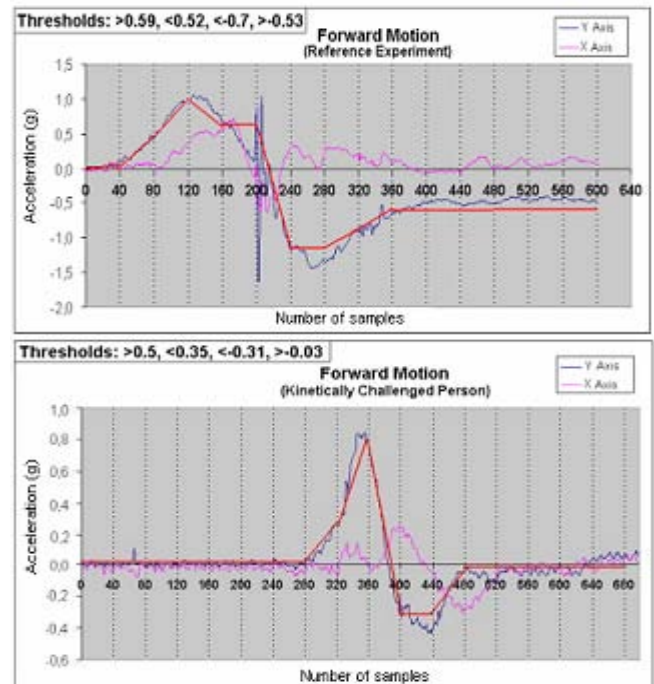 Thresholds: >0.59, <0.52, <-0.7, >-0.53
Forward Motion
(Reference Experiment)
Y Axis
X Axis
Acceleration (g)
1,5
1,0
0,5
0,0
-0,5
-1,0
-1,5
-2,0
0 40 80 120 160 200 240 280 320 360 400 440 480 520 560 600 640
Number of samples
Thresholds: >0.5, <0.35, <-0.31, >-0.03
Forward Motion
(Kinetically Challenged Person)
Y Axis
X Axis
Acceleration (g)
1,0
0,8
0,6
0,4
0,2
0,0
-0,2
-0,4
-0,6
0 40 80 120 160 200 240 280 320 360 400 440 480 520 560 600 640 680
Number of samples